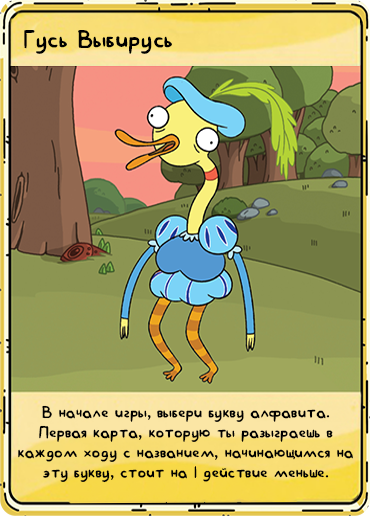 Гусь Выбирусь
В начале игры, выбери букву алфавита.
Первая карта, которую ты разыграешь в
каждом ходу с названием, начинающимся на
эту букву, стоит на 1 действие меньше.